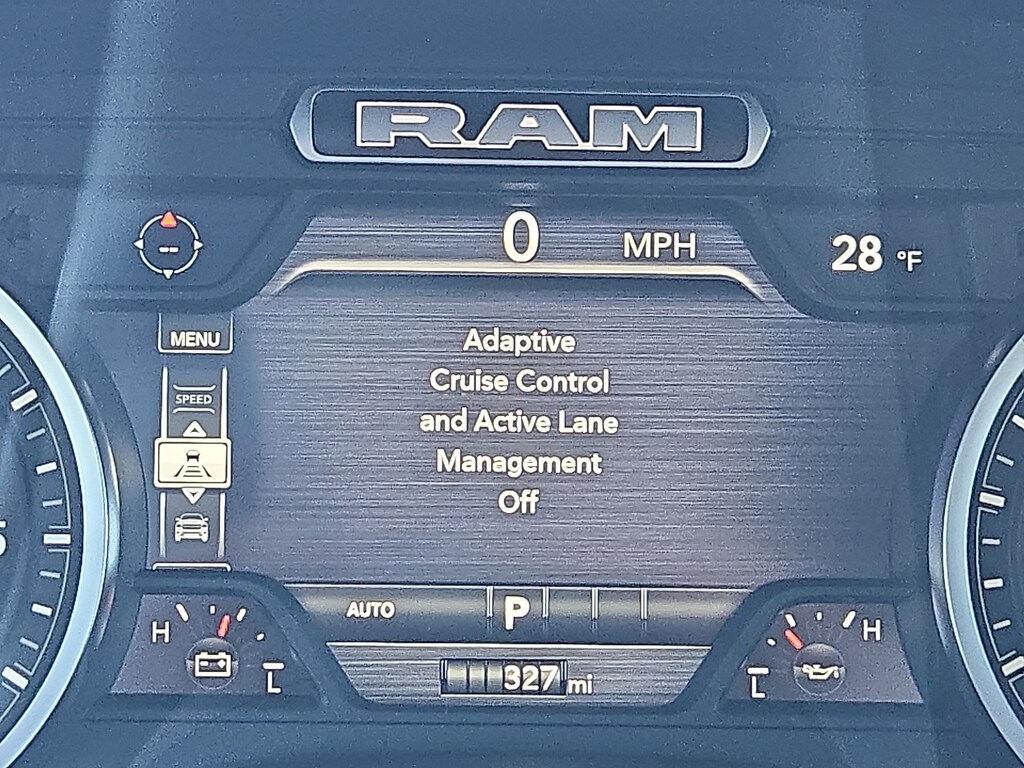 RAM
0 MPH
28 °F
--
MENU
SPEED
Adaptive
Cruise Control
and Active Lane
Management
Off
AUTO P
H L
L H
327 mi